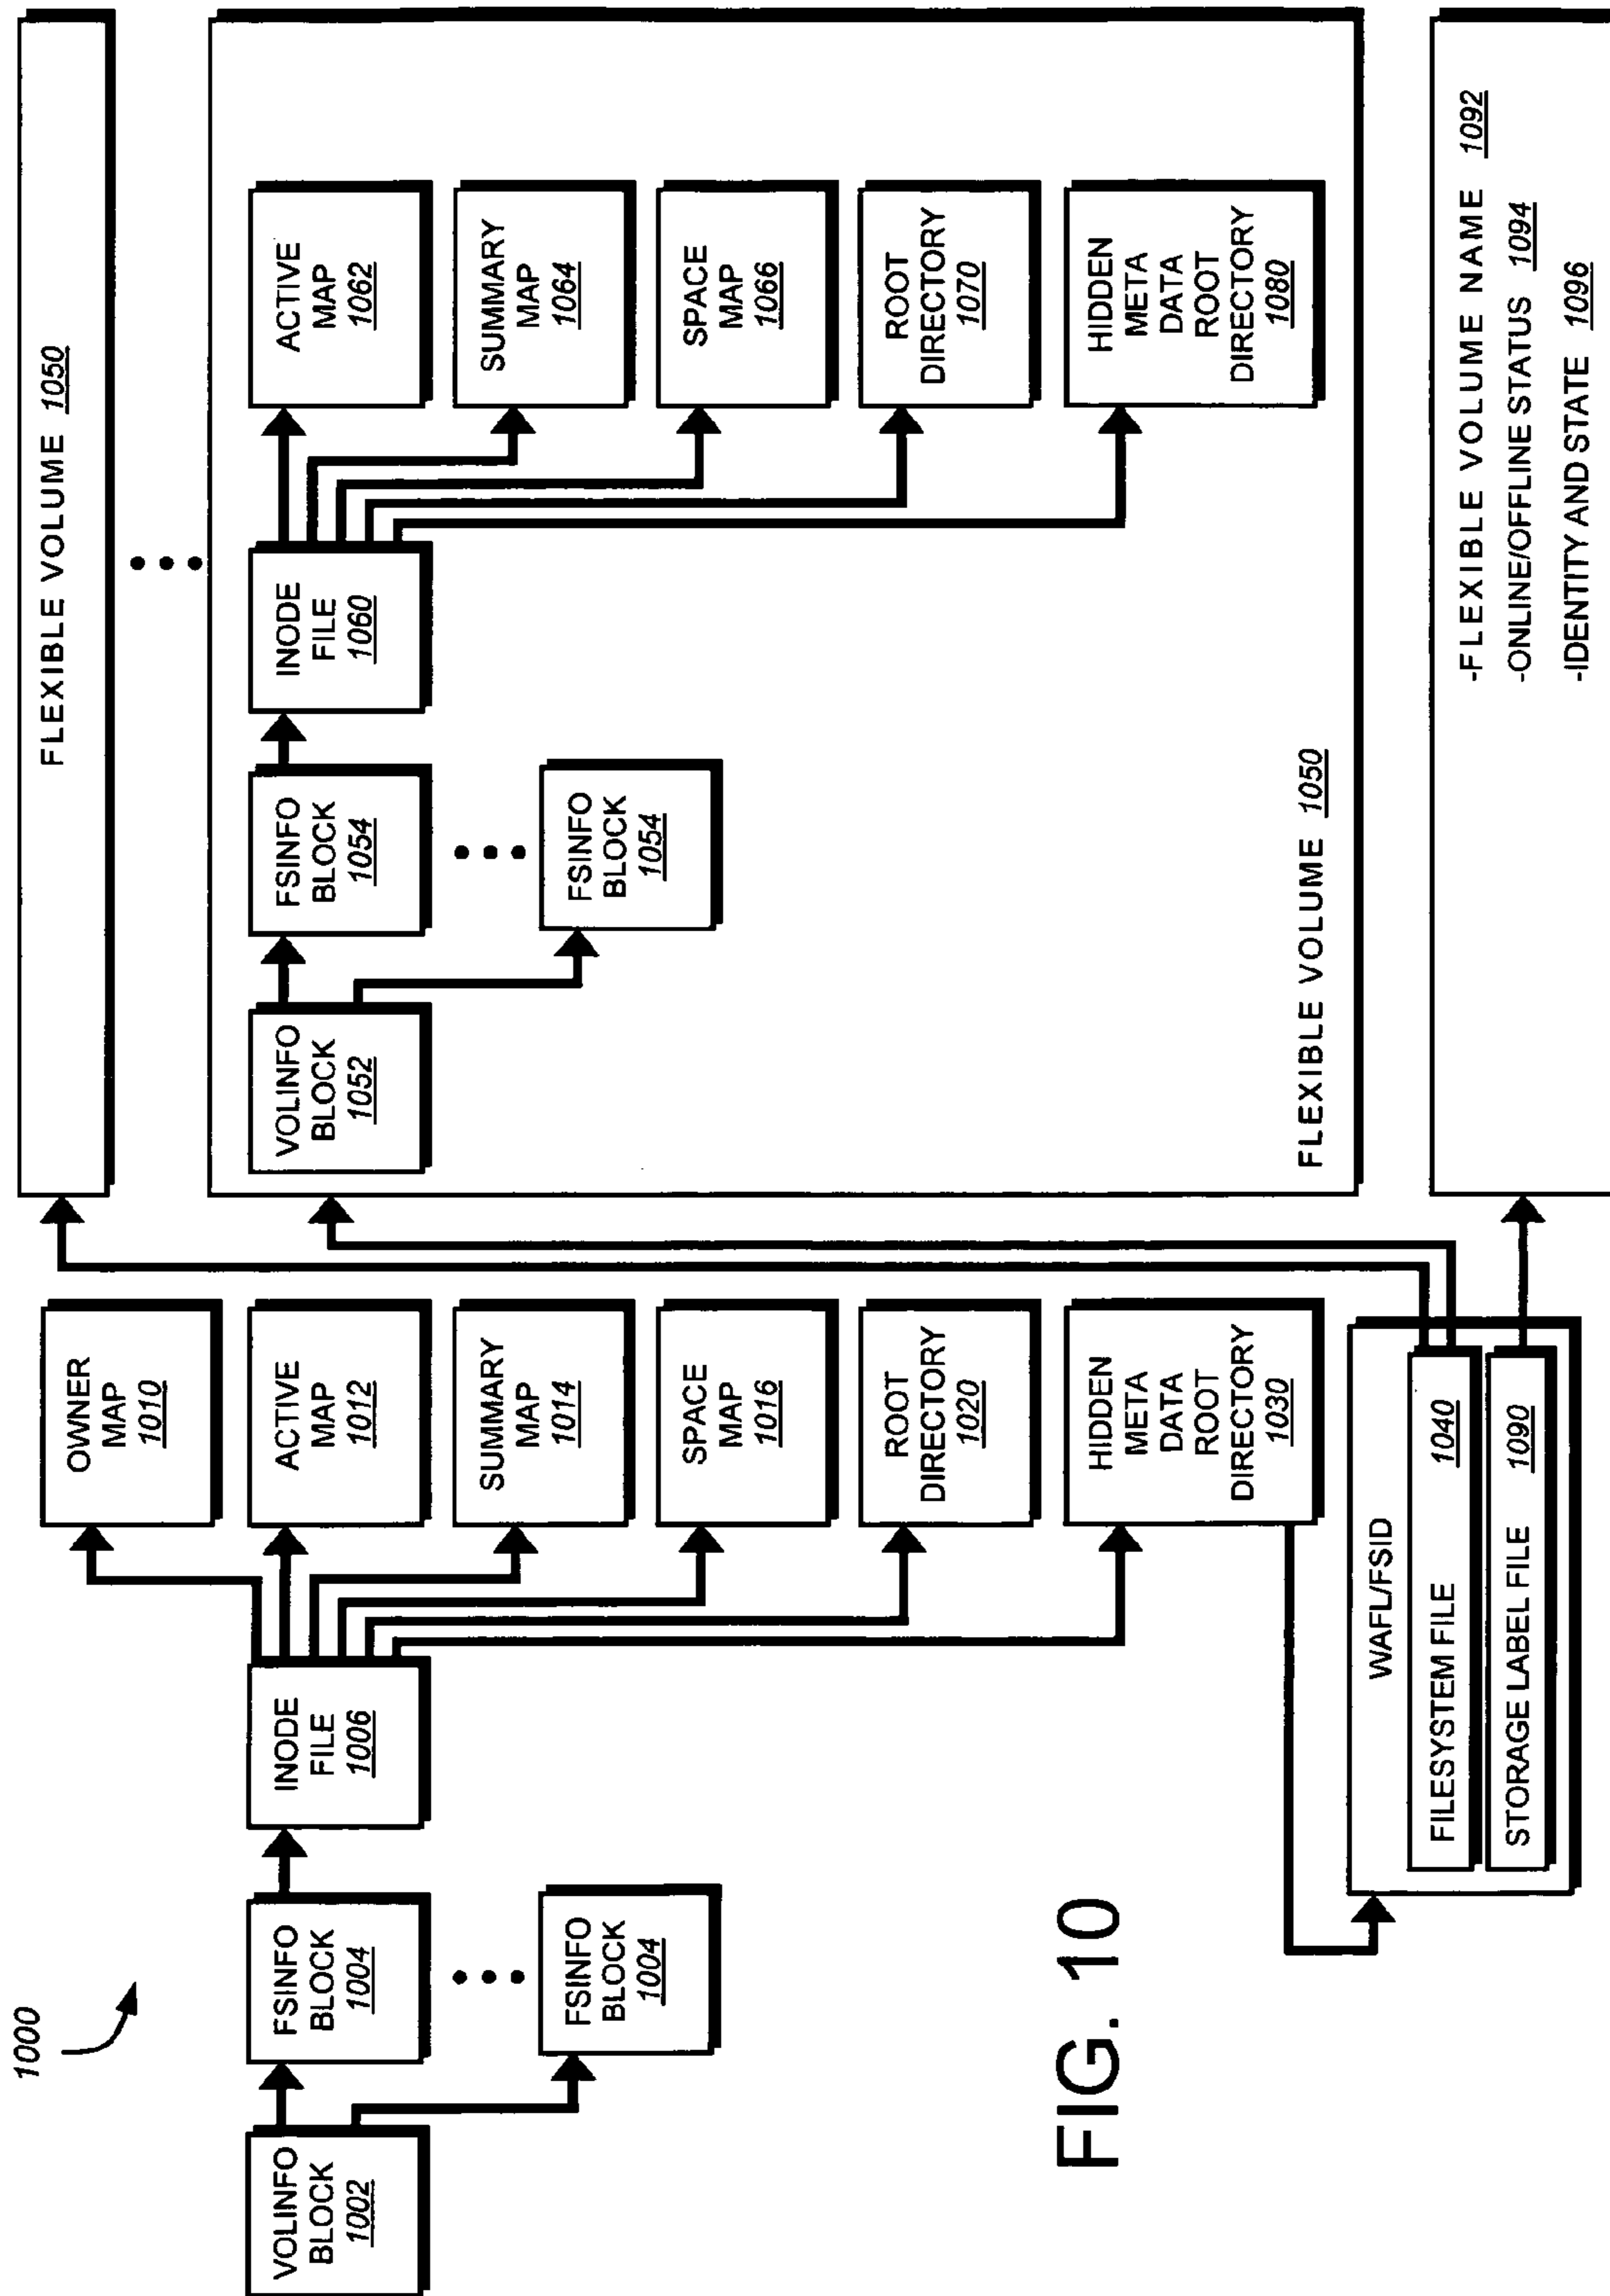 1000
VOLINFO
BLOCK
1002
FSINFO
BLOCK
1004
FSINFO
BLOCK
1004
INODE
FILE
1006
OWNER
MAP
1010
ACTIVE
MAP
1012
SUMMARY
MAP
1014
SPACE
MAP
1016
ROOT
DIRECTORY
1020
HIDDEN
META
DATA
ROOT
DIRECTORY
1030
WAFL/FSID
FILESYSTEM FILE 1040
STORAGE LABEL FILE 1090
FLEXIBLE VOLUME 1050
VOLINFO
BLOCK
1052
FSINFO
BLOCK
1054
FSINFO
BLOCK
1054
INODE
FILE
1060
ACTIVE
MAP
1062
SUMMARY
MAP
1064
SPACE
MAP
1066
ROOT
DIRECTORY
1070
HIDDEN
META
DATA
ROOT
DIRECTORY
1080
FLEXIBLE VOLUME 1050
-FLEXIBLE VOLUME NAME 1092
-ONLINE/OFFLINE STATUS 1094
-IDENTITY AND STATE 1096
FIG. 10